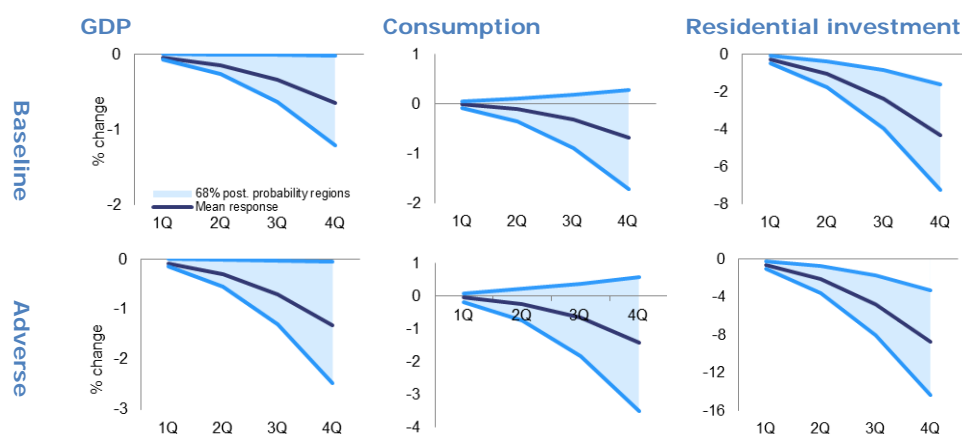 GDP
Consumption
Residential investment
Baseline
% change
0
-1
-2
68% post. probability regions
Mean response
1Q 2Q 3Q 4Q
1
0
-1
-2
1Q 2Q 3Q 4Q
0
-2
-4
-6
-8
1Q 2Q 3Q 4Q
Adverse
% change
0
-1
-2
-3
1Q 2Q 3Q 4Q
1
0
-1
-2
-3
-4
1Q 2Q 3Q 4Q
0
-4
-8
-12
-16
1Q 2Q 3Q 4Q